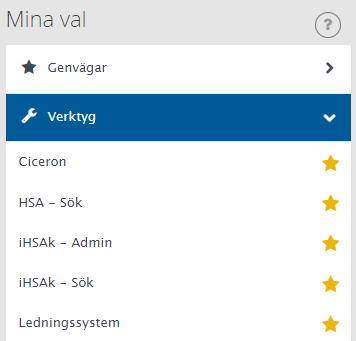 Mina val
?
Genvägar
Verktyg
Ciceron
HSA - Sök
iHSAk - Admin
iHSAk - Sök
Ledningssystem